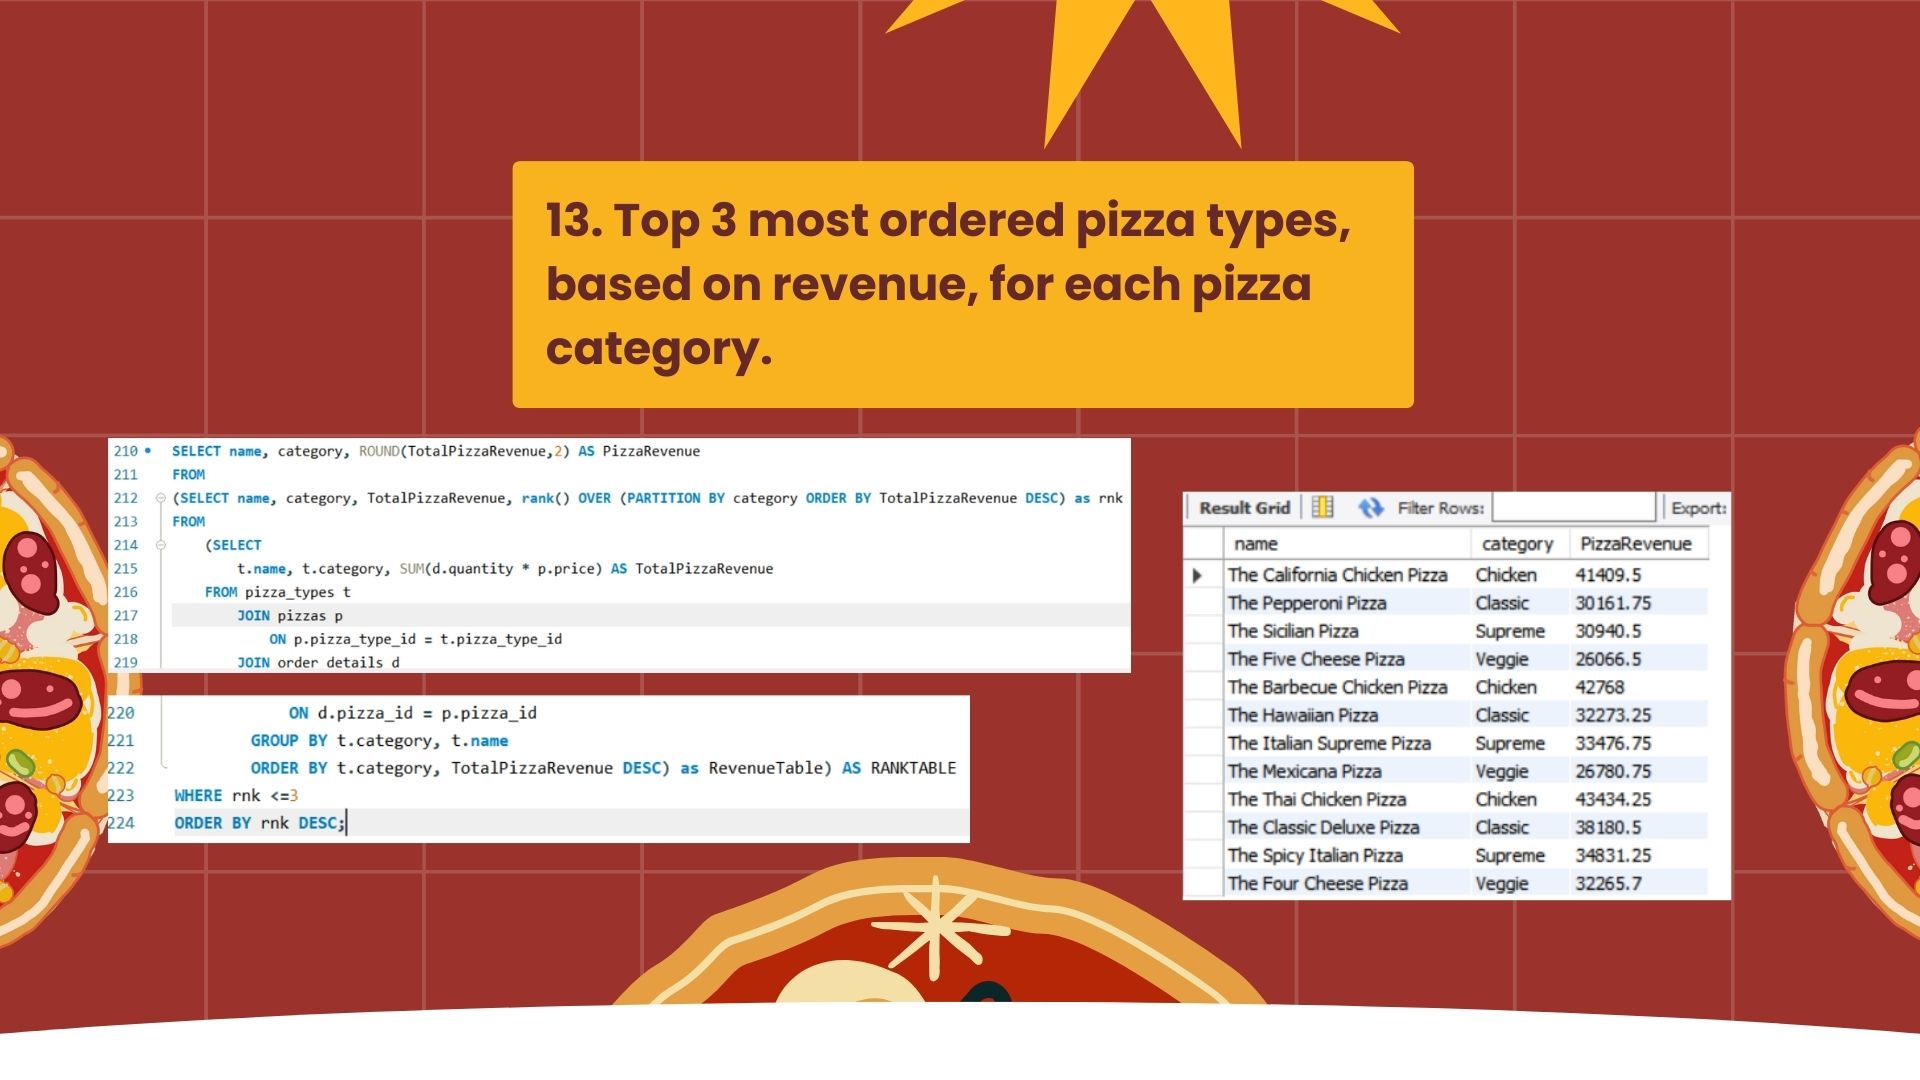 13. Top 3 most ordered pizza types,
based on revenue, for each pizza
category.
210 SELECT name, category, ROUND(TotalPizzaRevenue,2) AS PizzaRevenue
211 FROM
212 (SELECT name, category, TotalPizzaRevenue, rank() OVER (PARTITION BY category ORDER BY TotalPizzaRevenue DESC) as rnk
213 FROM
214 (SELECT
215 t.name, t.category, SUM(d.quantity * p.price) AS TotalPizzaRevenue
216 FROM pizza_types t
217 JOIN pizzas p
218 ON p.pizza_type_id = t.pizza_type_id
219 JOIN order details d
220 ON d.pizza_id = p.pizza_id
221 GROUP BY t.category, t.name
222 ORDER BY t.category, TotalPizzaRevenue DESC) as RevenueTable) AS RANKTABLE
223 WHERE rnk <=3
224 ORDER BY rnk DESC;
Result Grid Filter Rows: Export:
name category PizzaRevenue
The California Chicken Pizza Chicken 41409.5
The Pepperoni Pizza Classic 30161.75
The Sicilian Pizza Supreme 30940.5
The Five Cheese Pizza Veggie 26066.5
The Barbecue Chicken Pizza Chicken 42768
The Hawaiian Pizza Classic 32273.25
The Italian Supreme Pizza Supreme 33476.75
The Mexicana Pizza Veggie 26780.75
The Thai Chicken Pizza Chicken 43434.25
The Classic Deluxe Pizza Classic 38180.5
The Spicy Italian Pizza Supreme 34831.25
The Four Cheese Pizza Veggie 32265.7